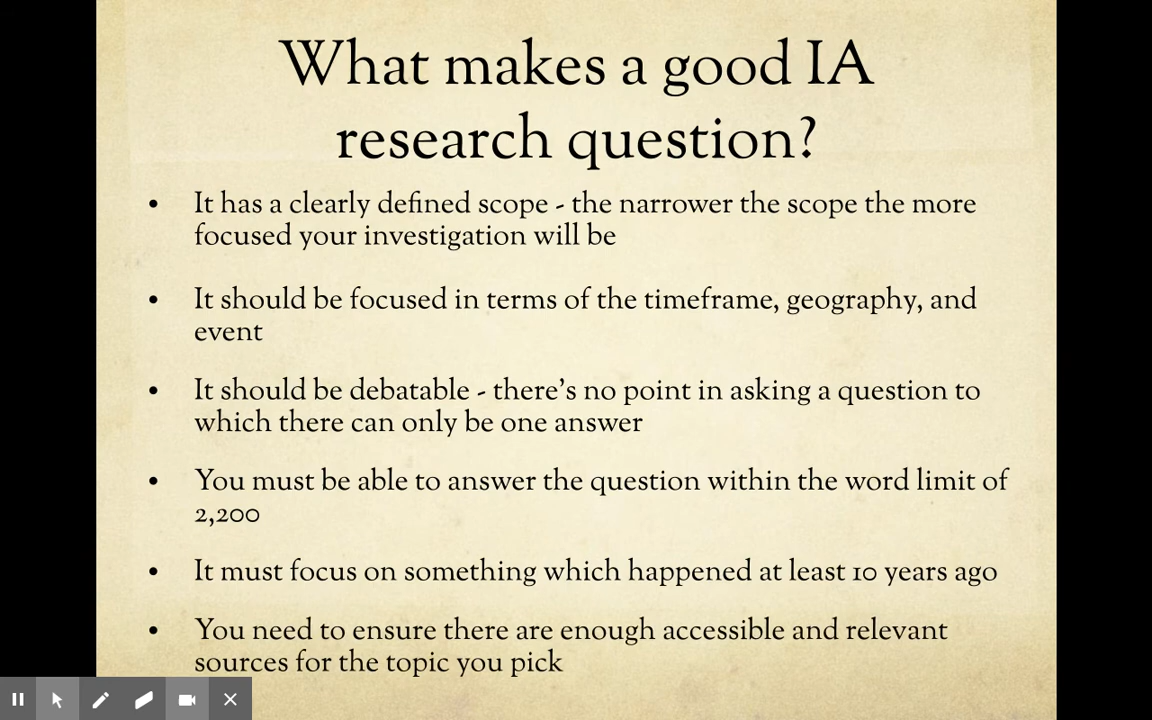 What makes a good IA
research question?
• It has a clearly defined scope - the narrower the scope the more
focused your investigation will be
• It should be focused in terms of the timeframe, geography, and
event
• It should be debatable - there's no point in asking a question to
which there can only be one answer
• You must be able to answer the question within the word limit of
2,200
• It must focus on something which happened at least 10 years ago
• You need to ensure there are enough accessible and relevant
sources for the topic you pick